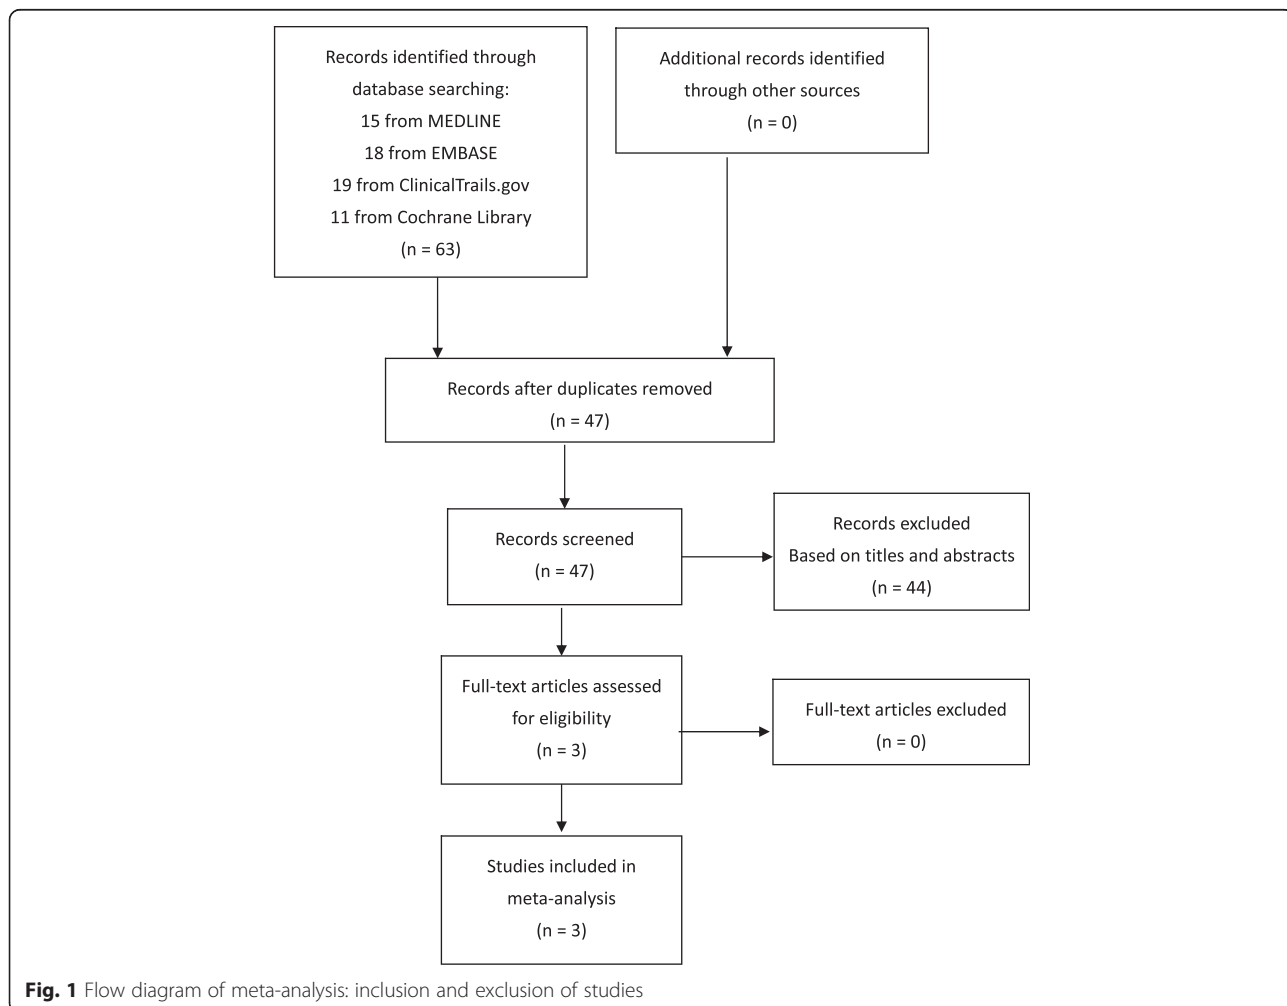 Records identified through
database searching:
15 from MEDLINE
18 from EMBASE
19 from ClinicalTrails.gov
11 from Cochrane Library
(n = 63)
Additional records identified
through other sources
(n = 0)
Records after duplicates removed
(n = 47)
Records screened
(n = 47)
Records excluded
Based on titles and abstracts
(n = 44)
Full-text articles assessed
for eligibility
(n = 3)
Full-text articles excluded
(n = 0)
Studies included in
meta-analysis
(n = 3)
Fig. 1 Flow diagram of meta-analysis: inclusion and exclusion of studies